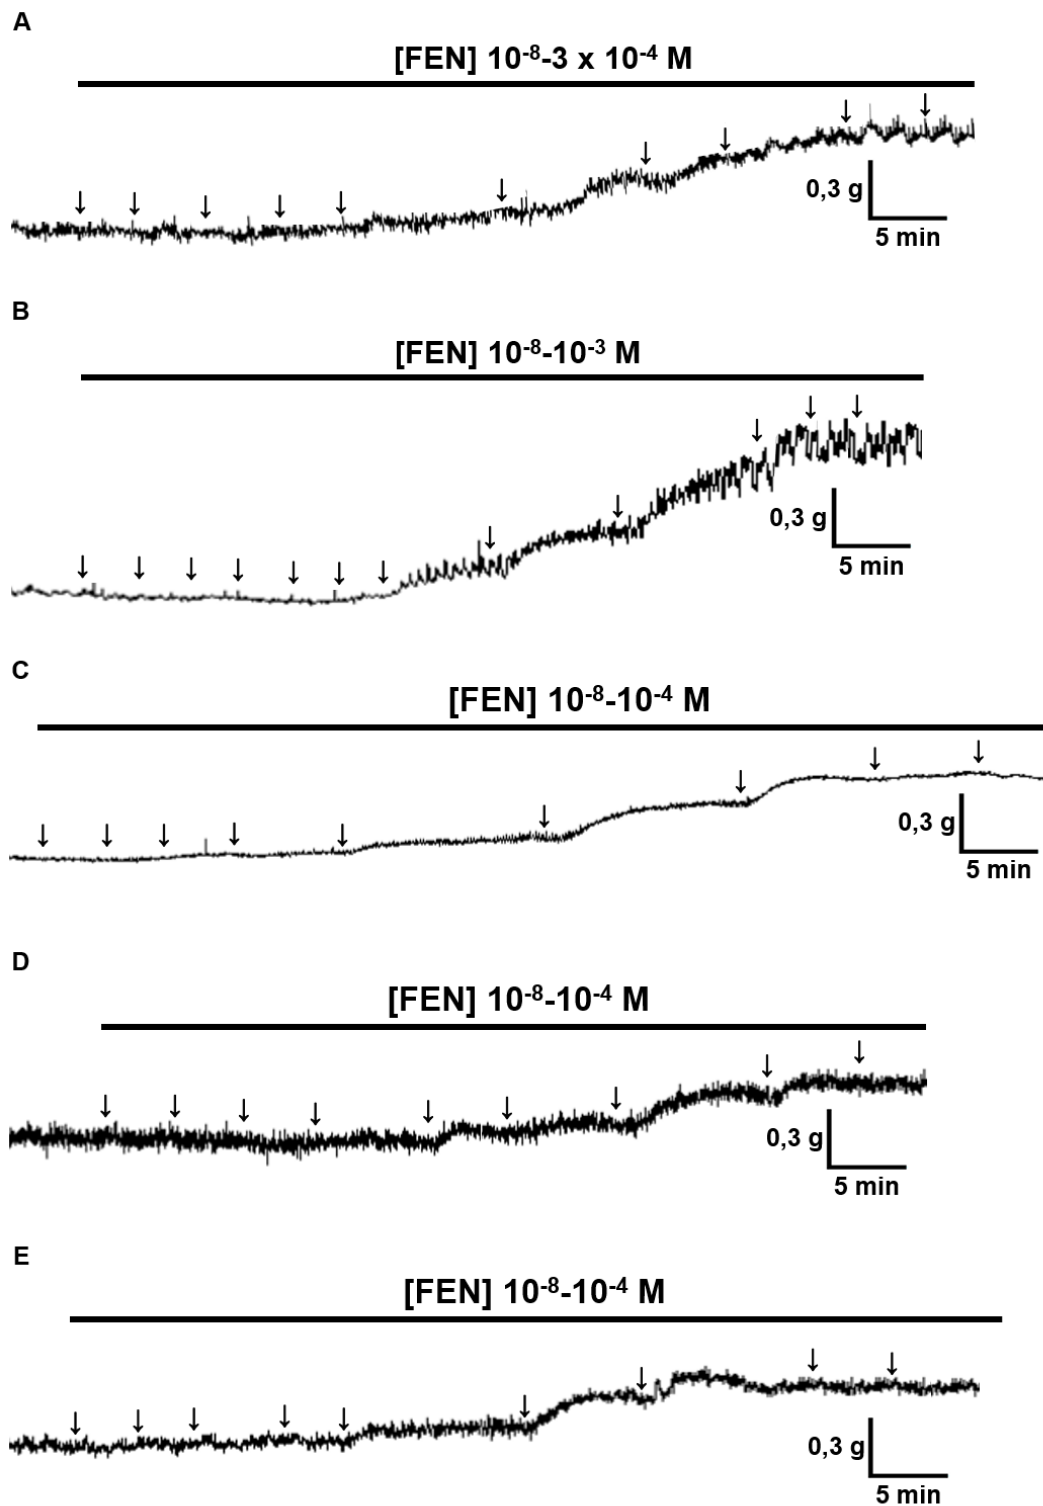 A
[FEN] 10⁻⁸-3 x 10⁻⁴ M
0,3 g
5 min
B
[FEN] 10⁻⁸-10⁻³ M
0,3 g
5 min
C
[FEN] 10⁻⁸-10⁻⁴ M
0,3 g
5 min
D
[FEN] 10⁻⁸-10⁻⁴ M
0,3 g
5 min
E
[FEN] 10⁻⁸-10⁻⁴ M
0,3 g
5 min